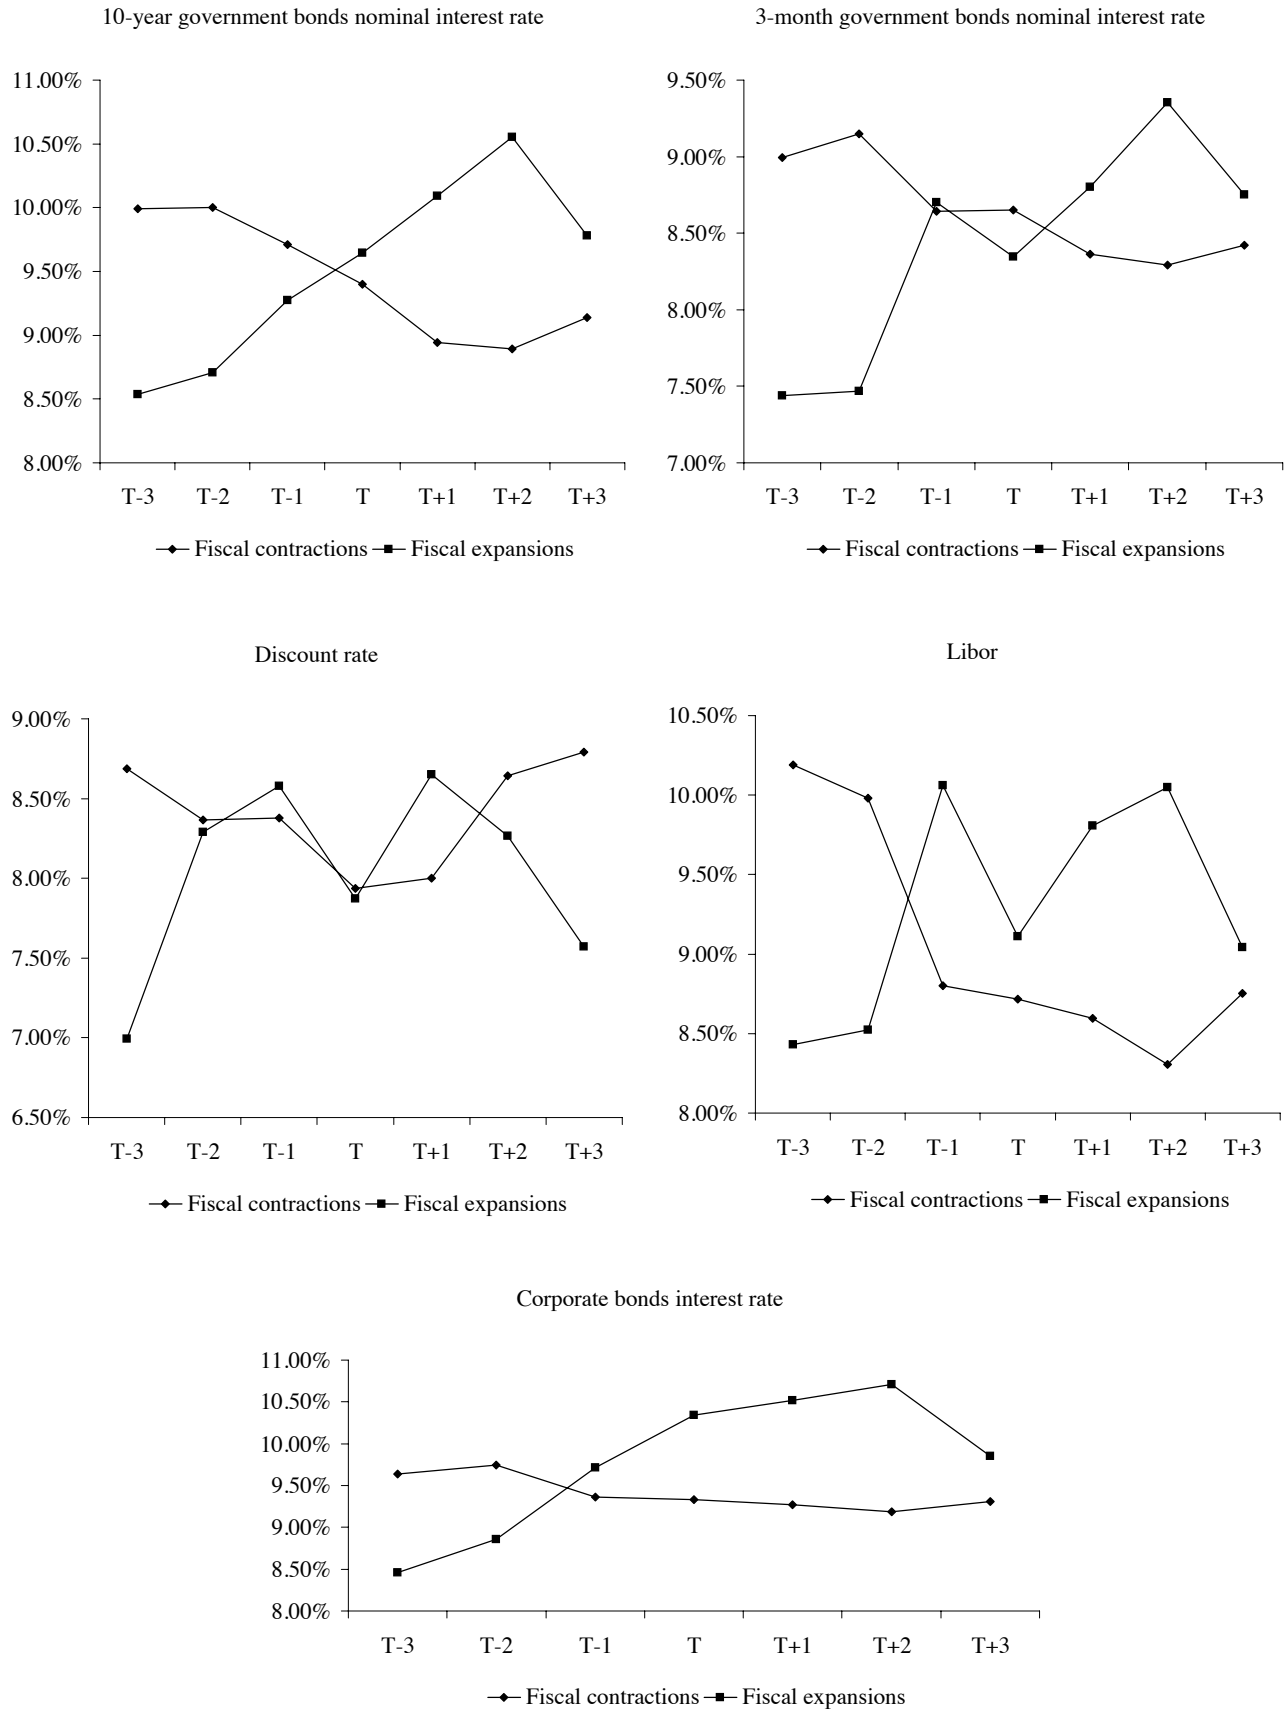 10-year government bonds nominal interest rate
11.00%
10.50%
10.00%
9.50%
9.00%
8.50%
8.00%
T-3 T-2 T-1 T T+1 T+2 T+3
Fiscal contractions Fiscal expansions
3-month government bonds nominal interest rate
9.50%
9.00%
8.50%
8.00%
7.50%
7.00%
T-3 T-2 T-1 T T+1 T+2 T+3
Fiscal contractions Fiscal expansions
Discount rate
9.00%
8.50%
8.00%
7.50%
7.00%
6.50%
T-3 T-2 T-1 T T+1 T+2 T+3
Fiscal contractions Fiscal expansions
Libor
10.50%
10.00%
9.50%
9.00%
8.50%
8.00%
T-3 T-2 T-1 T T+1 T+2 T+3
Fiscal contractions Fiscal expansions
Corporate bonds interest rate
11.00%
10.50%
10.00%
9.50%
9.00%
8.50%
8.00%
T-3 T-2 T-1 T T+1 T+2 T+3
Fiscal contractions Fiscal expansions